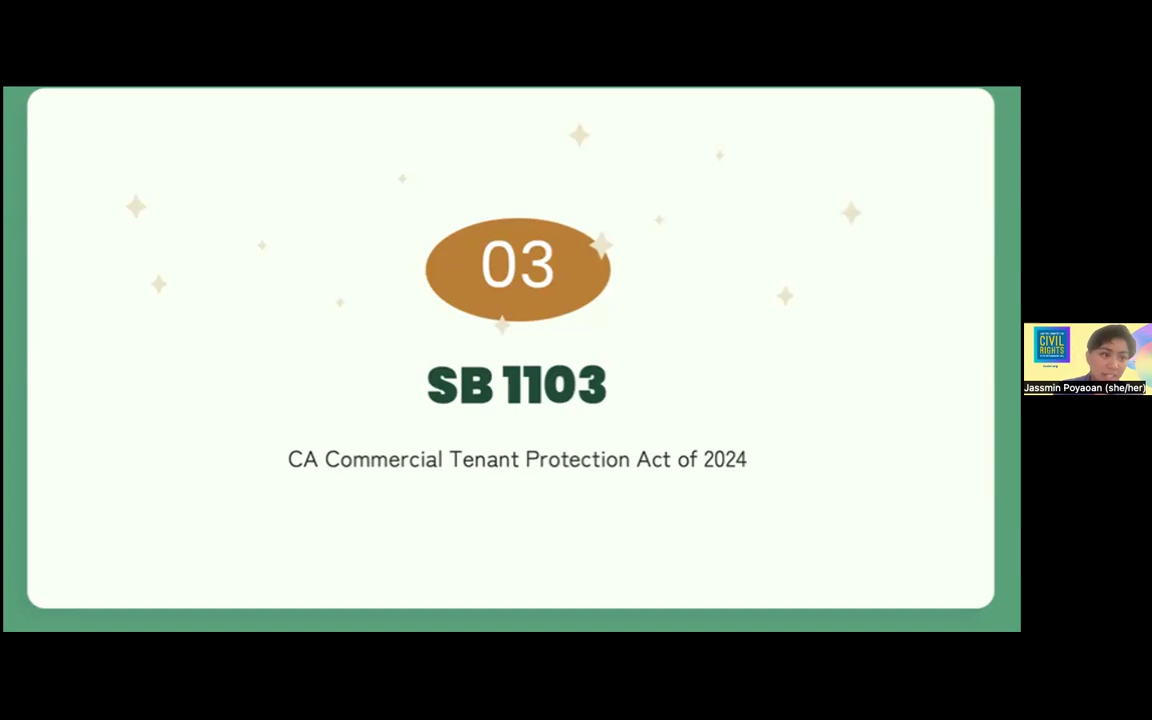 03
SB 1103
CA Commercial Tenant Protection Act of 2024
CIVIL
RIGHTS
Jassmin Poyaoan (she/her)